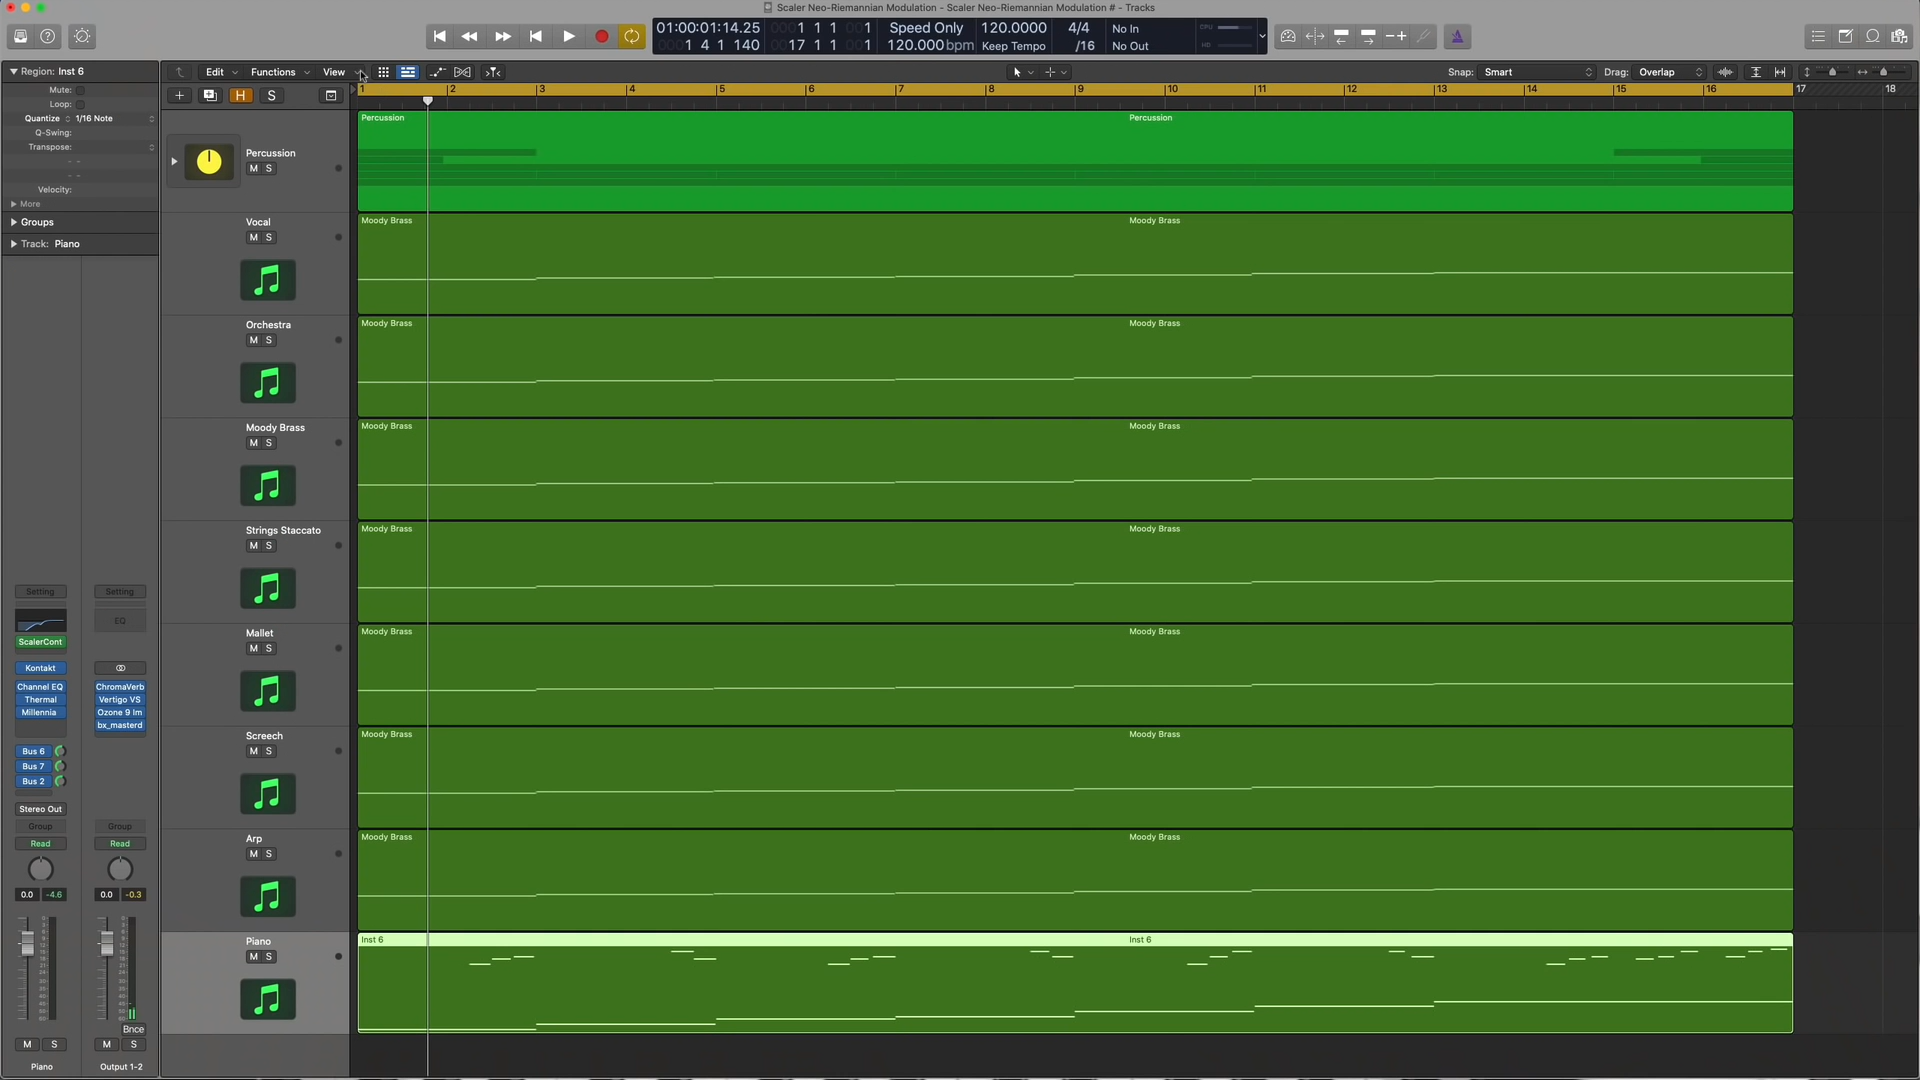 Scaler Neo-Riemannian Modulation - Scaler Neo-Riemannian Modulation # - Tracks
01:00:01:14.25
1 1 1
Speed Only
120.0000
4/4
No In
CPU
1 4 1 140
17 1 1
120.000bpm
Keep Tempo
/16
No Out
HD
Region: Inst 6
Edit
Functions
View
Snap: Smart
Drag: Overlap
Mute:
Loop:
Quantize
1/16 Note
Q-Swing:
Transpose:
Velocity:
More
Groups
Track: Piano
H
S
1 2 3 4 5 6 7 8 9 10 11 12 13 14 15 16 17 18
Percussion
M S
Percussion
Percussion
Vocal
M S
Moody Brass
Moody Brass
Orchestra
M S
Moody Brass
Moody Brass
Moody Brass
M S
Moody Brass
Moody Brass
Strings Staccato
M S
Moody Brass
Moody Brass
Mallet
M S
Moody Brass
Moody Brass
Screech
M S
Moody Brass
Moody Brass
Arp
M S
Moody Brass
Moody Brass
Piano
M S
Inst 6
Inst 6
Setting
Setting
EQ
ScalerCont
Kontakt
Channel EQ
ChromaVerb
Thermal
Vertigo VS
Millennia
Ozone 9 Im
bx_masterd
Bus 6
Bus 7
Bus 2
Stereo Out
Group
Group
Read
Read
0.0
-4.6
0.0
-0.3
Bnce
M
S
M
S
Piano
Output 1-2